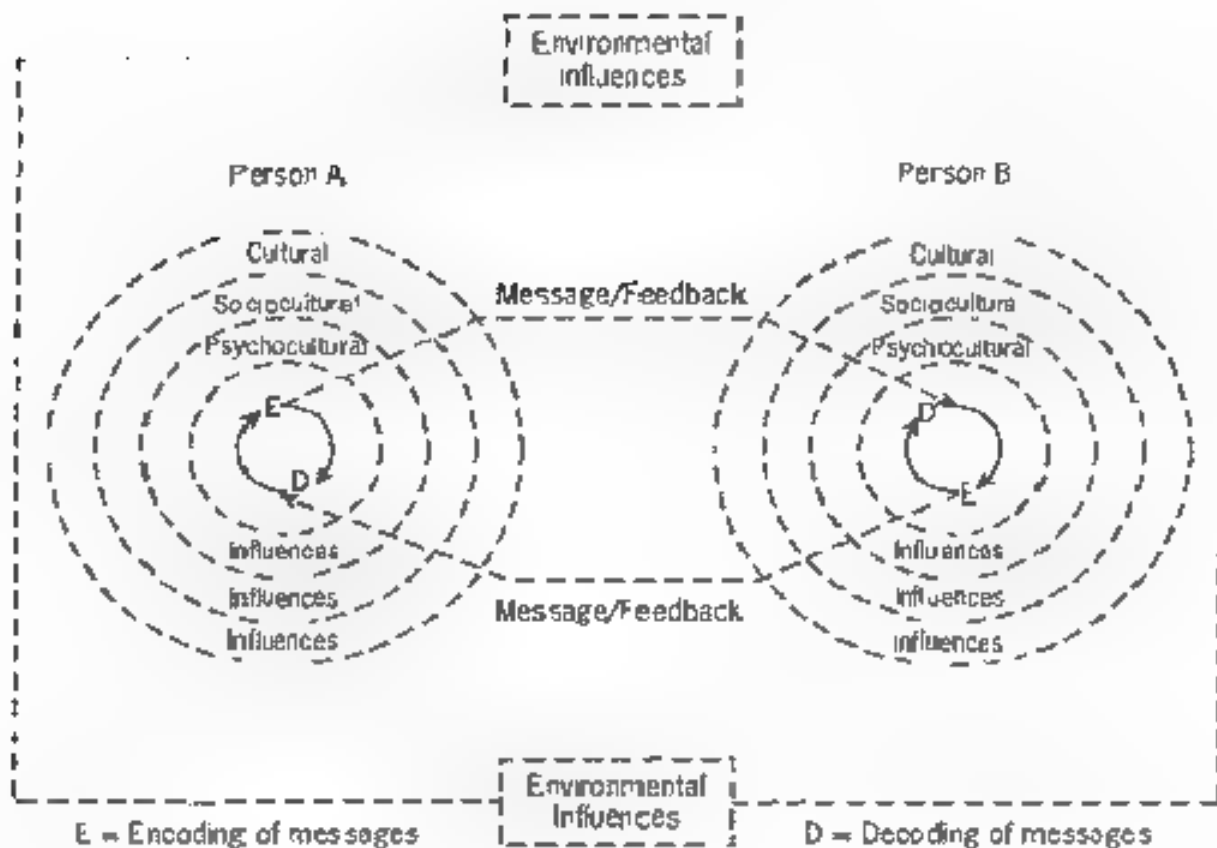 Environmental
Influences
Person A
Person B
Cultural
Cultural
Sociocultural
Message/Feedback
Sociocultura
Psychocultural
Psychocultural
E
D
D
E
Influences
Influences
Influences
Influences
Message/Feedback
Influences
Influences
Environmental
Influences
E = Encoding of messages
D = Decoding of messages